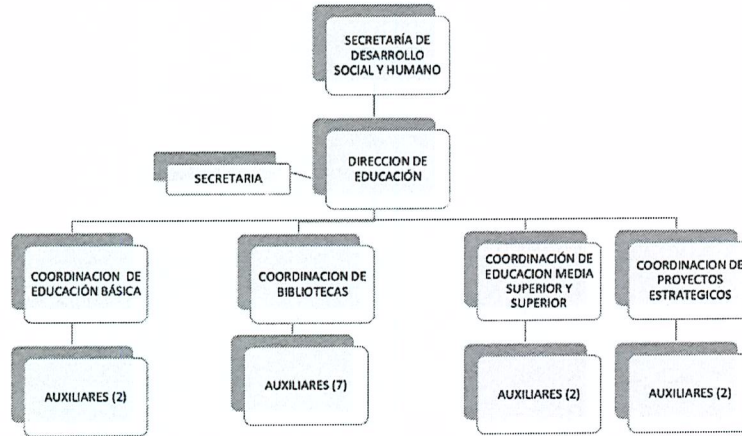 SECRETARÍA DE
DESARROLLO
SOCIAL Y HUMANO
DIRECCION DE
EDUCACIÓN
SECRETARIA
COORDINACION DE
EDUCACIÓN BÁSICA
COORDINACION DE
BIBLIOTECAS
COORDINACIÓN DE
EDUCACION MEDIA
SUPERIOR Y
SUPERIOR
COORDINACION DE
PROYECTOS
ESTRATEGICOS
AUXILIARES (2)
AUXILIARES (7)
AUXILIARES (2)
AUXILIARES (2)